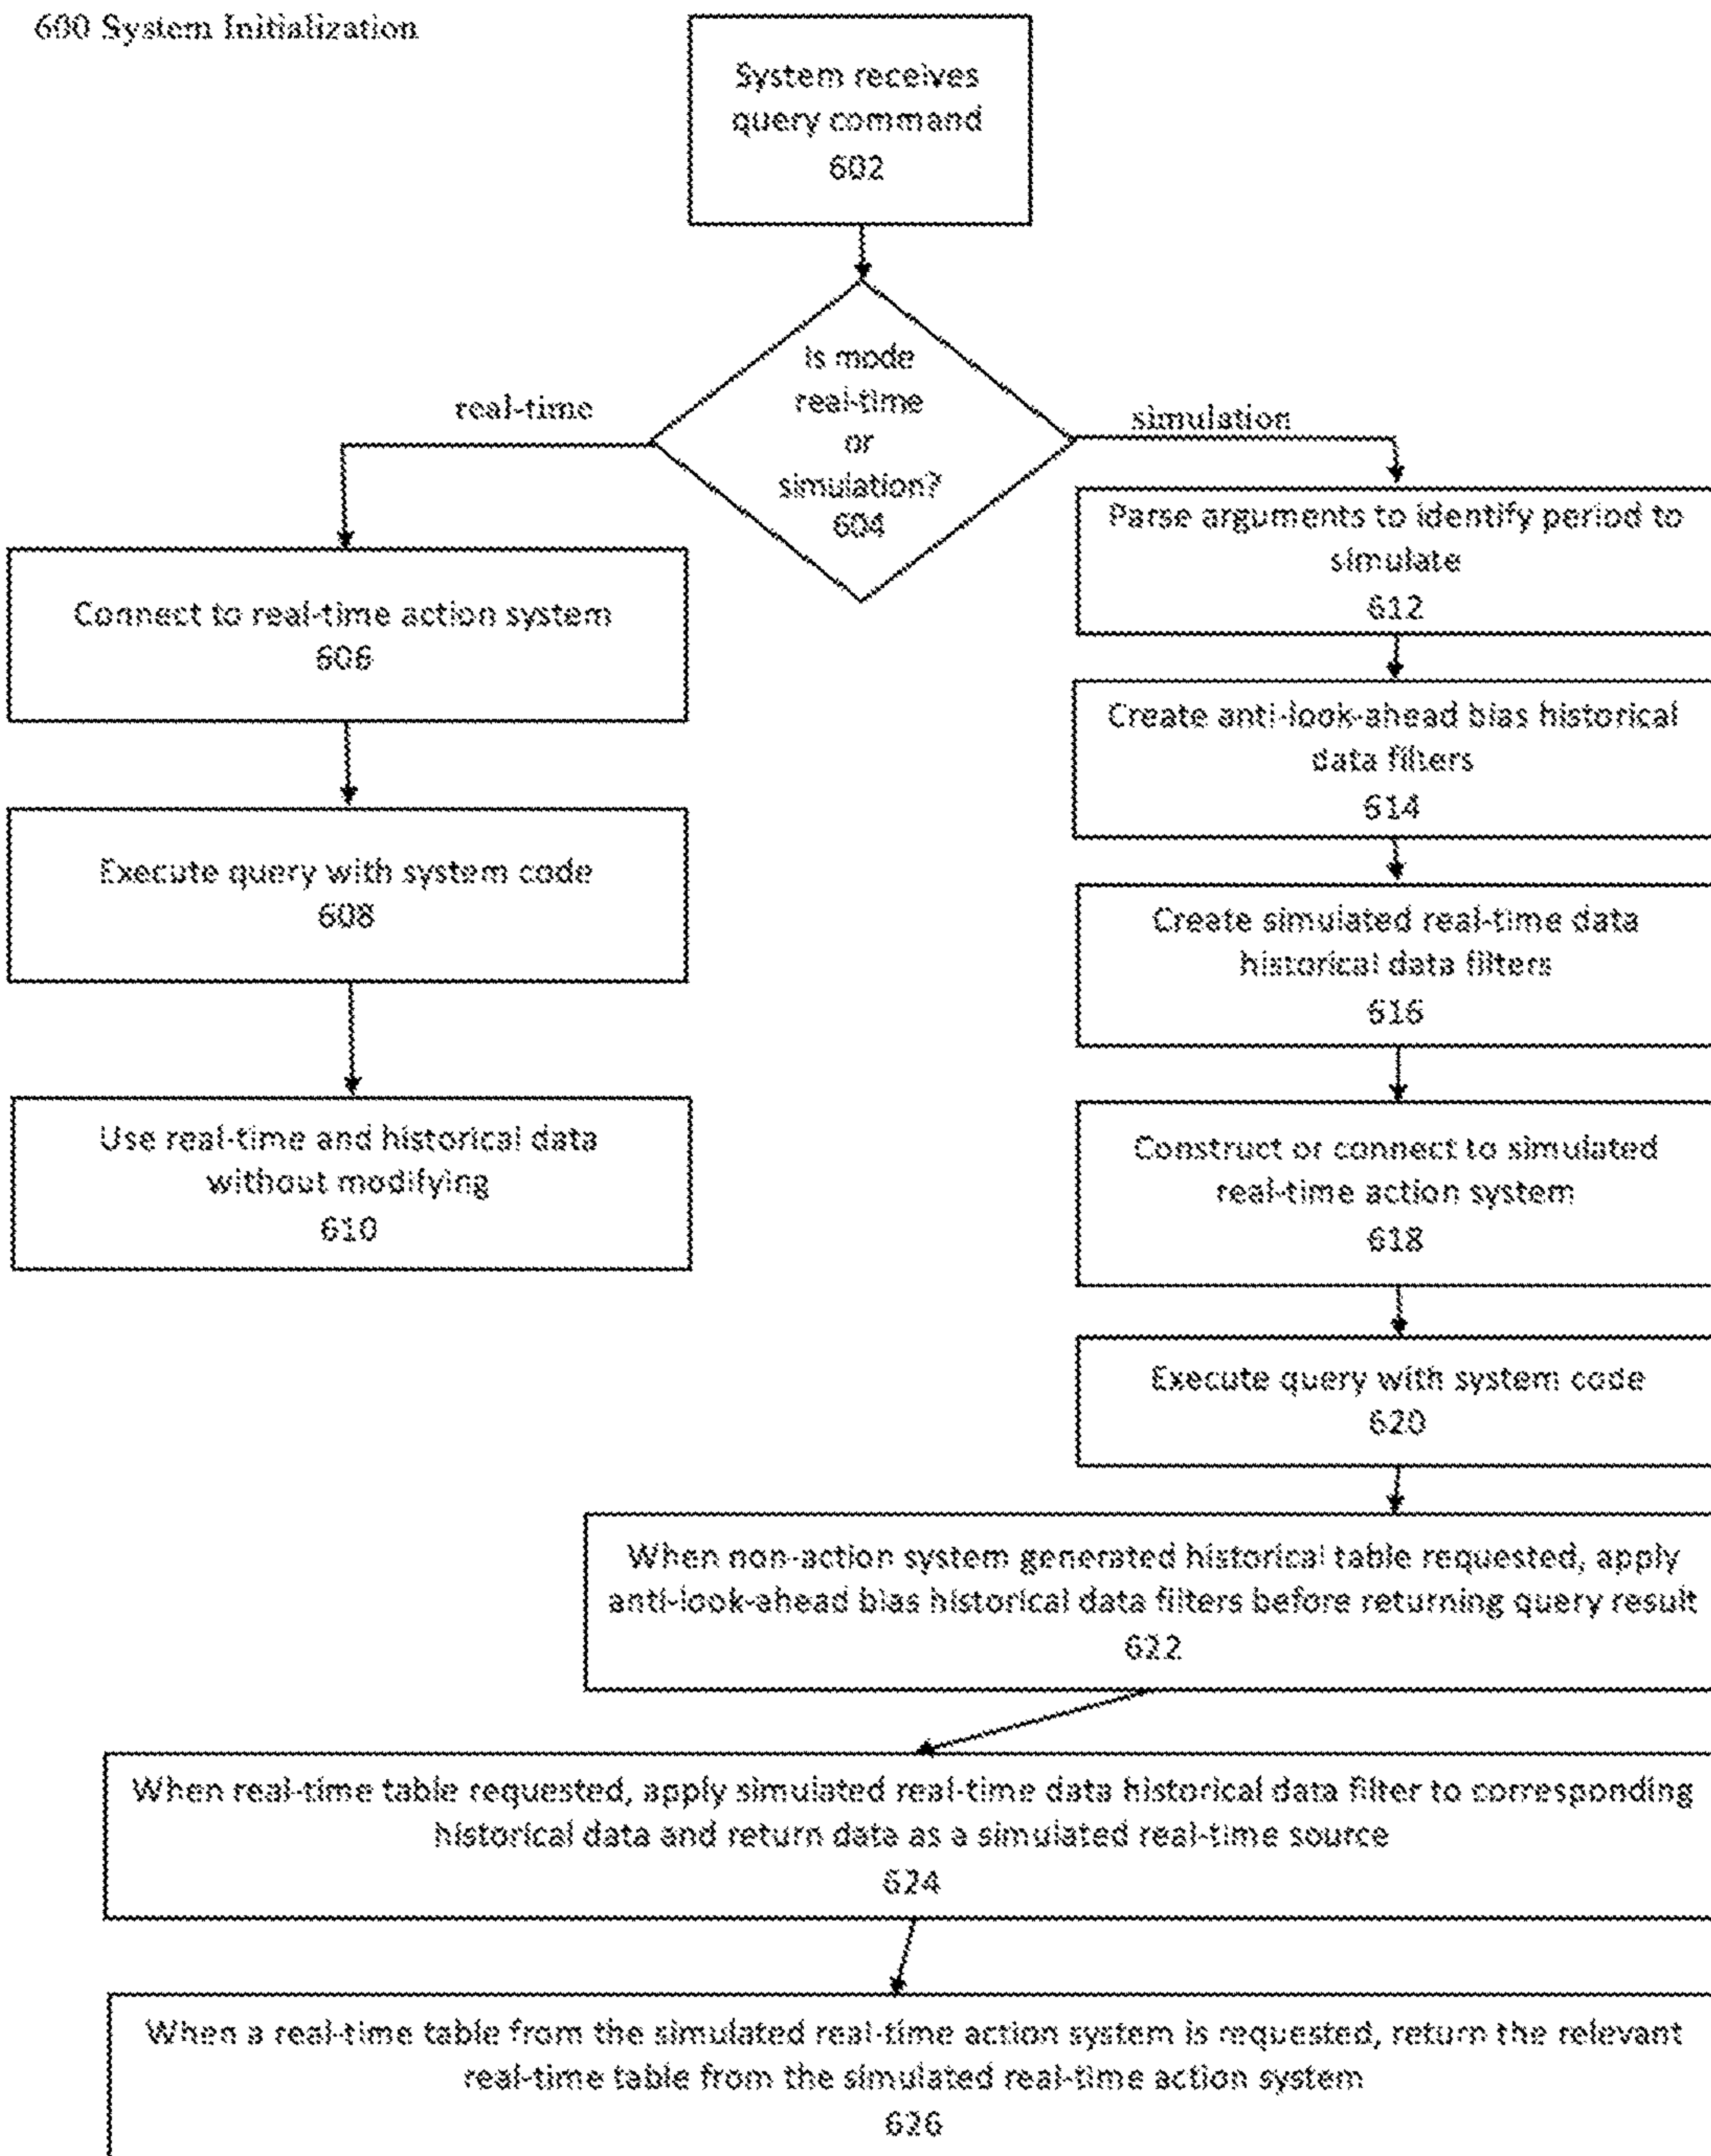 600 System Initialization
System receives
query command
602
Is mode
real-time
or
simulation?
604
real-time
simulation
Connect to real-time action system
606
Execute query with system code
608
Use real-time and historical data
without modifying
610
Parse arguments to identify period to
simulate
612
Create anti-look-ahead bias historical
data filters
614
Create simulated real-time data
historical data filters
616
Construct or connect to simulated
real-time action system
618
Execute query with system code
620
When non-action system generated historical table requested, apply
anti-look-ahead bias historical data filters before returning query result
622
When real-time table requested, apply simulated real-time data historical data filter to corresponding
historical data and return data as a simulated real-time source
624
When a real-time table from the simulated real-time action system is requested, return the relevant
real-time table from the simulated real-time action system
626